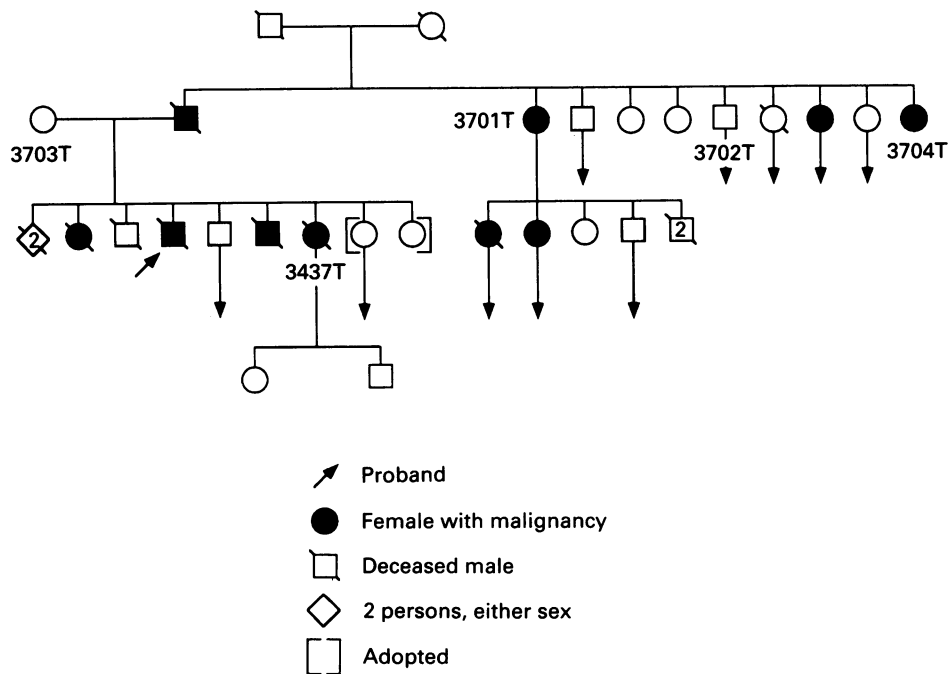 3701T
3703T
3702T
3704T
2
2
3437T
Proband
Female with malignancy
Deceased male
2 persons, either sex
Adopted